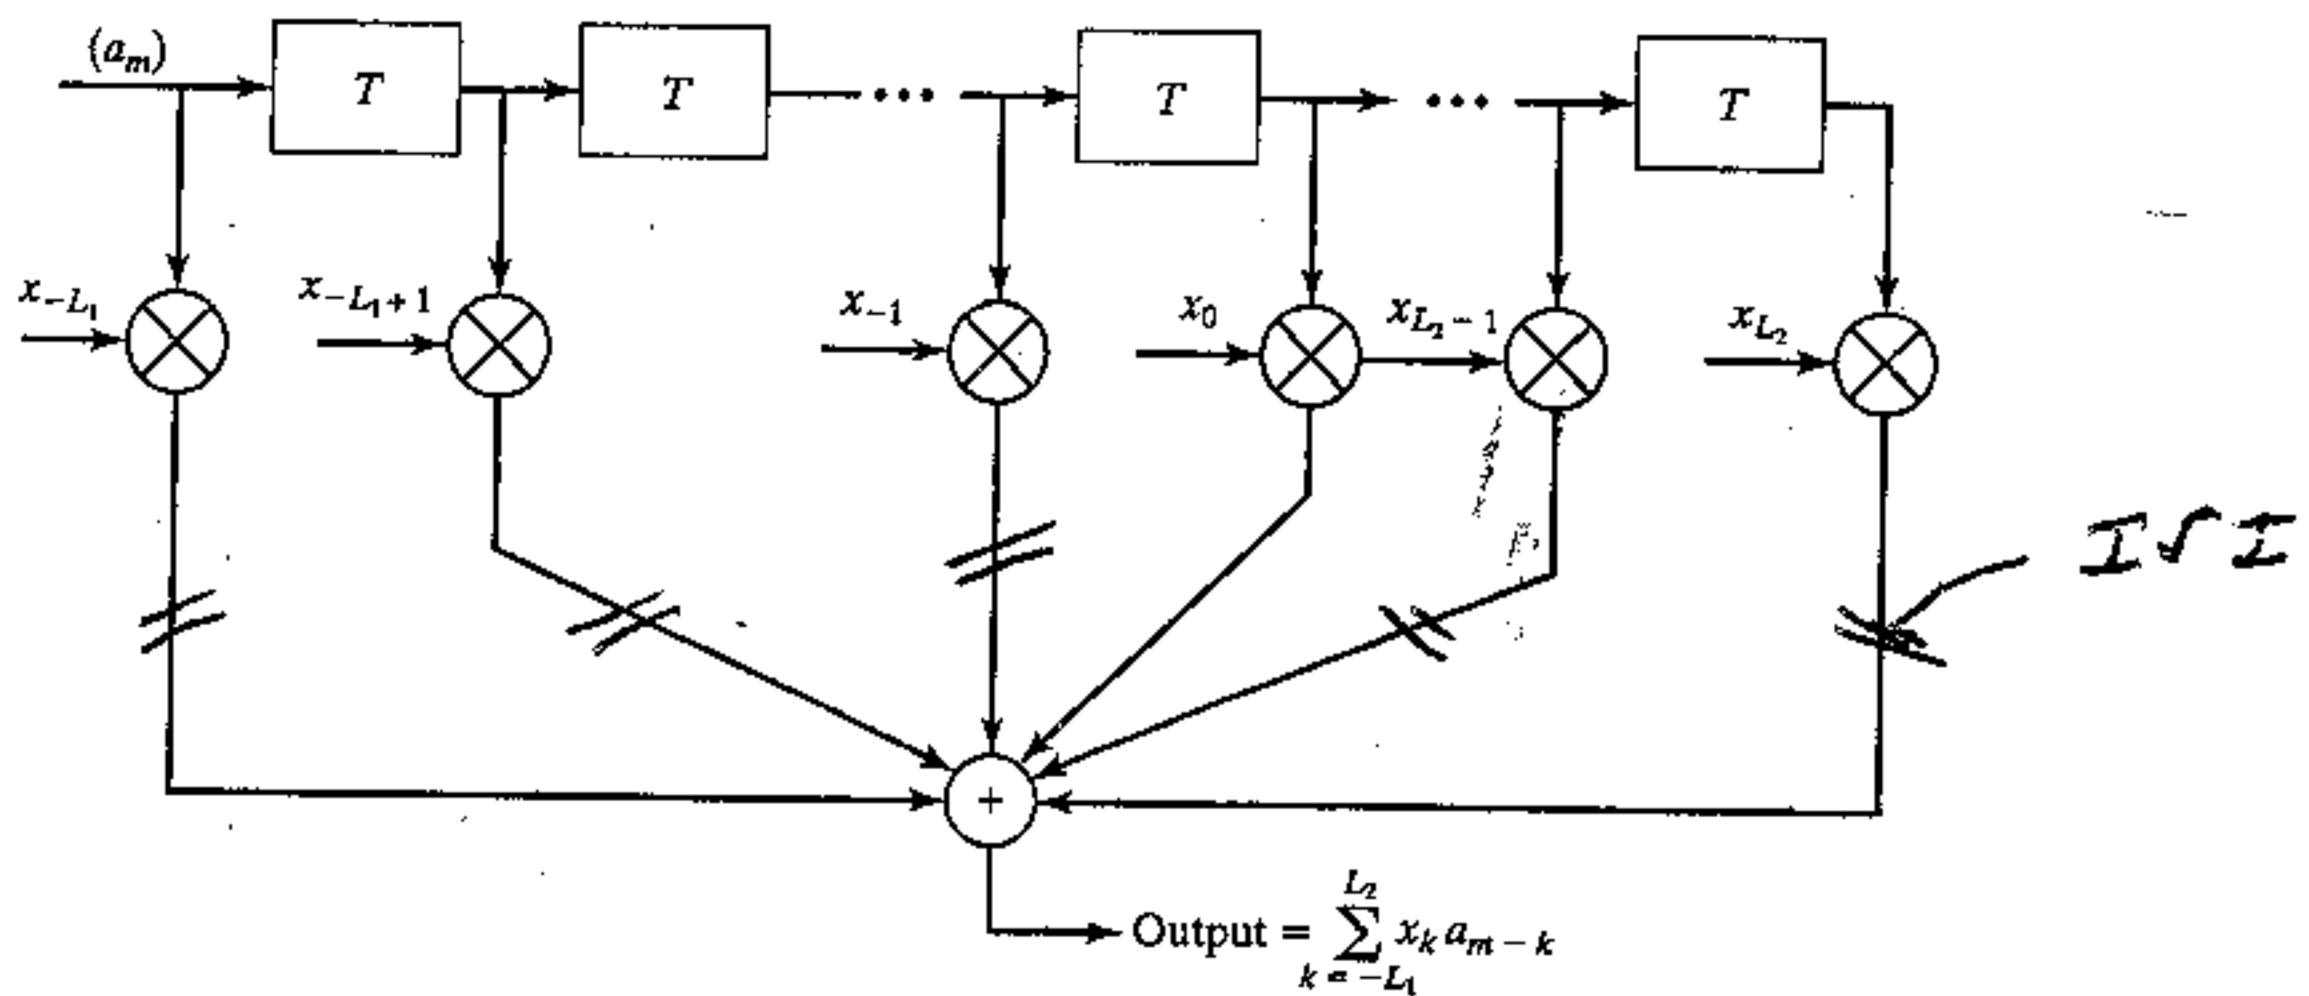 (a_m)
T T ··· T ··· T
x_{-L_1} x_{-L_1+1} x_{-1} x_0 x_{L_2-1} x_{L_2}
ISI
+
Output = \sum_{k=-L_1}^{L_2} x_k a_{m-k}